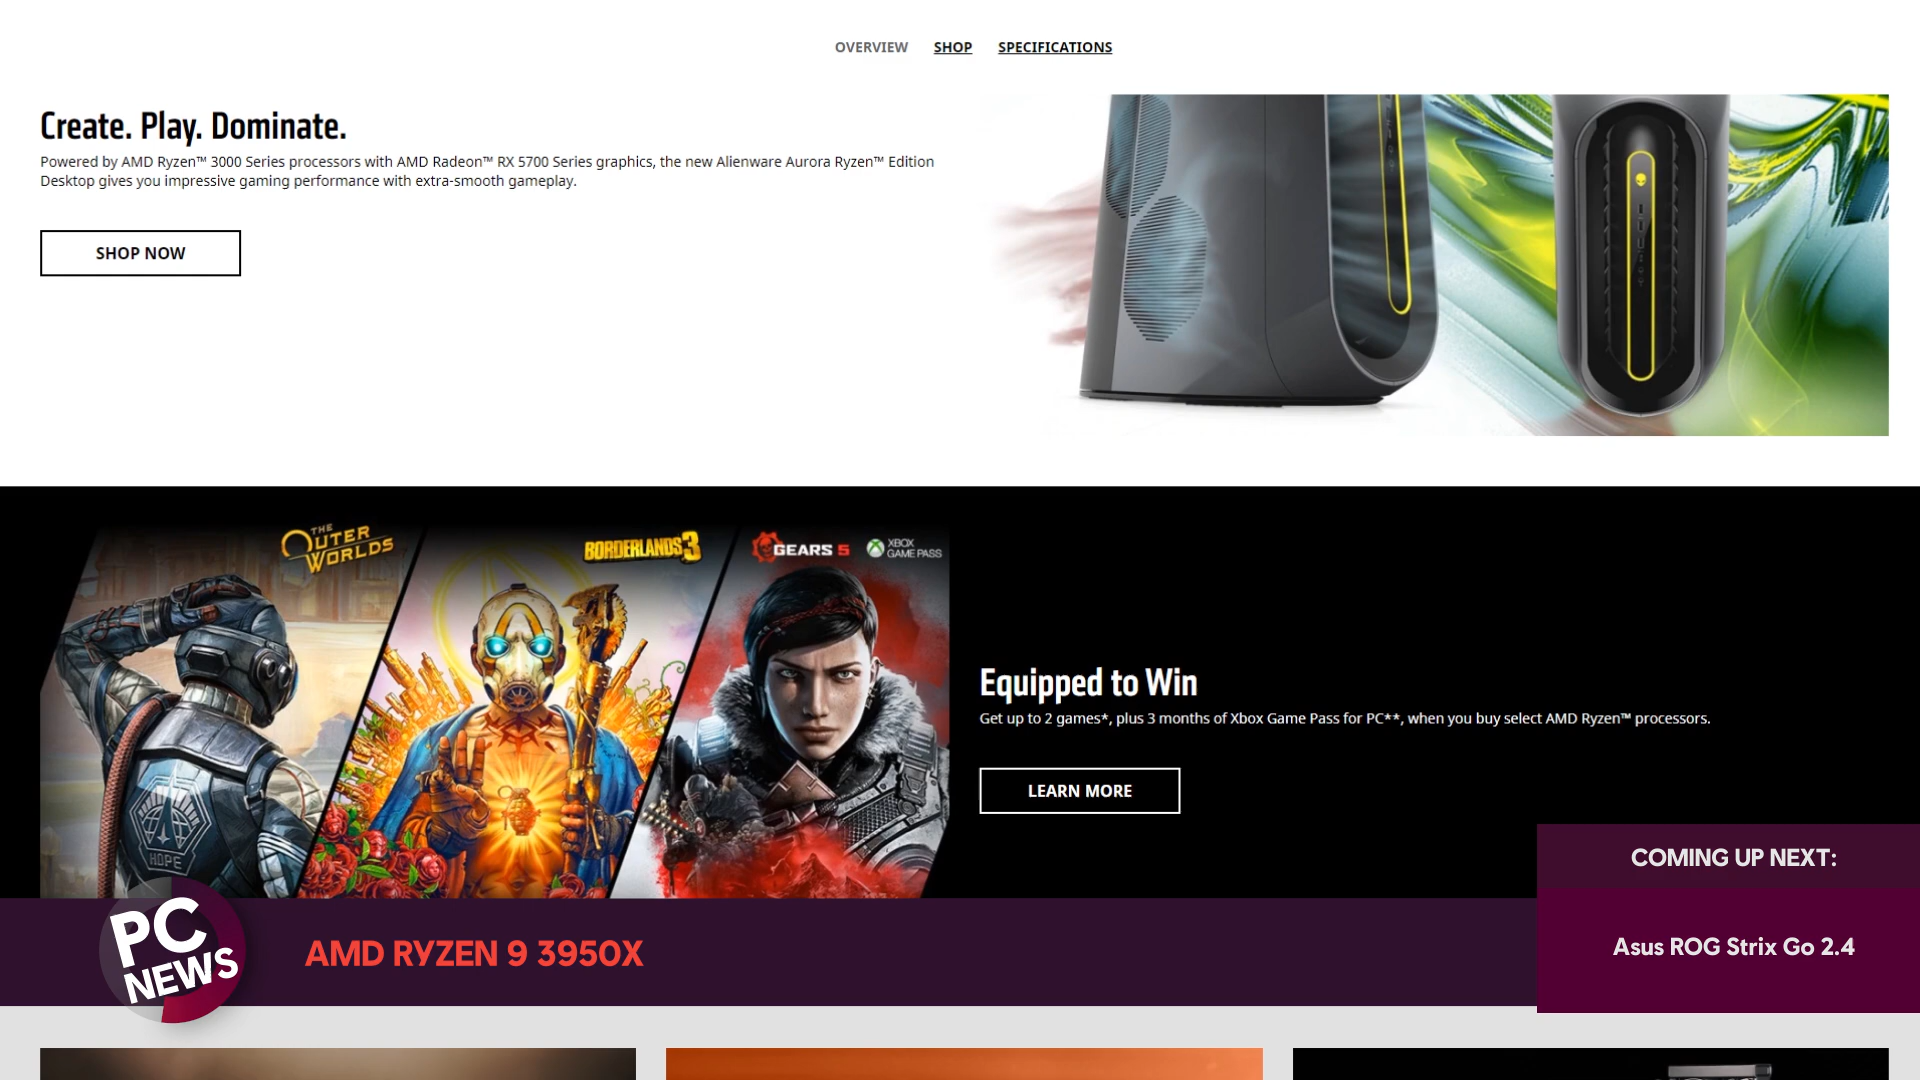 OVERVIEW SHOP SPECIFICATIONS
Create. Play. Dominate.
Powered by AMD Ryzen™ 3000 Series processors with AMD Radeon™ RX 5700 Series graphics, the new Alienware Aurora Ryzen™ Edition
Desktop gives you impressive gaming performance with extra-smooth gameplay.
SHOP NOW
THE
OUTER
WORLDS
BORDERLANDS 3
GEARS 5
XBOX
GAME PASS
HOPE
Equipped to Win
Get up to 2 games*, plus 3 months of Xbox Game Pass for PC**, when you buy select AMD Ryzen™ processors.
LEARN MORE
COMING UP NEXT:
Asus ROG Strix Go 2.4
PC
NEWS
AMD RYZEN 9 3950X